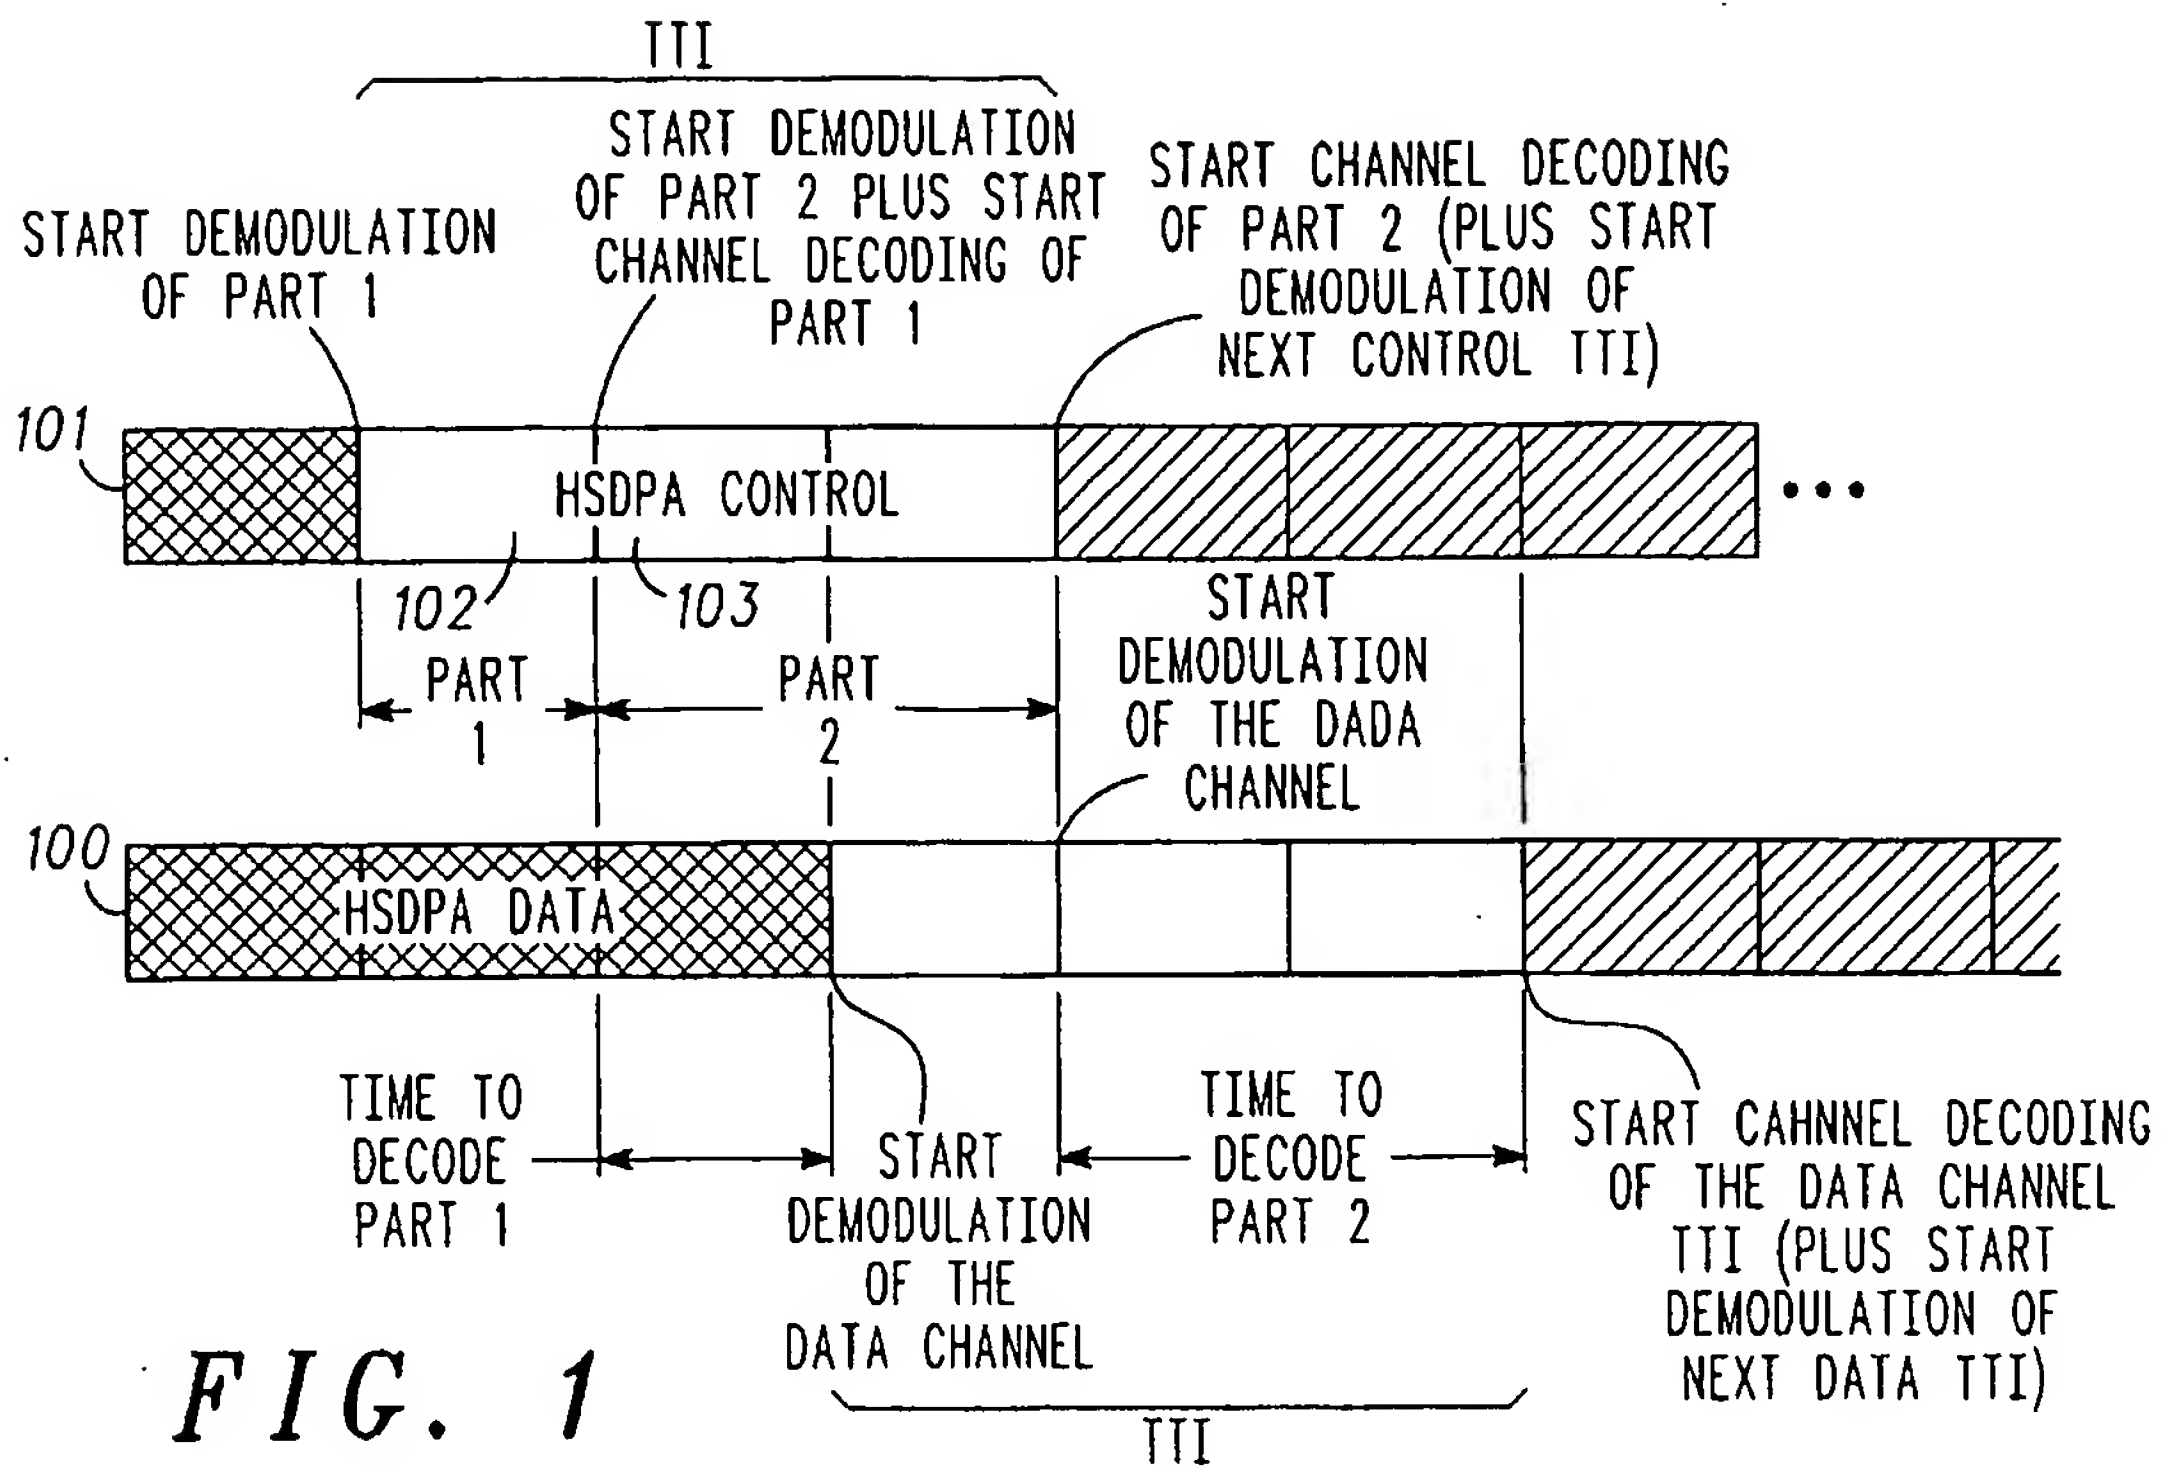 TTI
START DEMODULATION
OF PART 2 PLUS START
CHANNEL DECODING OF
PART 1
START CHANNEL DECODING
OF PART 2 (PLUS START
DEMODULATION OF
NEXT CONTROL TTI)
START DEMODULATION
OF PART 1
101
HSDPA CONTROL
102
103
PART
1
PART
2
START
DEMODULATION
OF THE DADA
CHANNEL
100
HSDPA DATA
TIME TO
DECODE
PART 1
START
DEMODULATION
OF THE
DATA CHANNEL
TIME TO
DECODE
PART 2
START CAHNNEL DECODING
OF THE DATA CHANNEL
TTI (PLUS START
DEMODULATION OF
NEXT DATA TTI)
TTI
FIG. 1